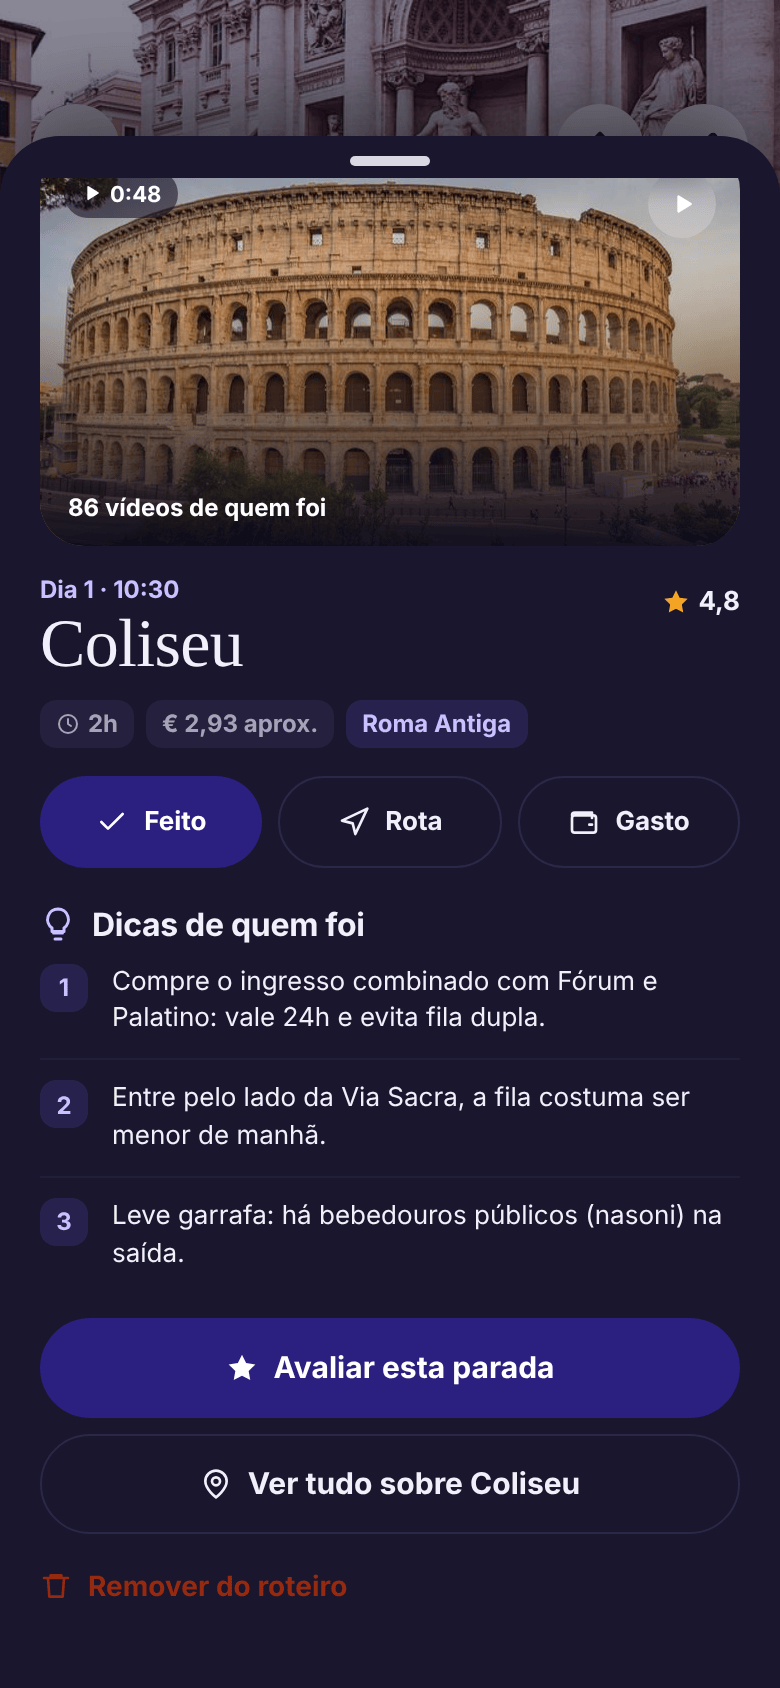 0:48
86 vídeos de quem foi
Dia 1 · 10:30
4,8
Coliseu
2h
€ 2,93 aprox.
Roma Antiga
Feito
Rota
Gasto
Dicas de quem foi
1
Compre o ingresso combinado com Fórum e
Palatino: vale 24h e evita fila dupla.
2
Entre pelo lado da Via Sacra, a fila costuma ser
menor de manhã.
3
Leve garrafa: há bebedouros públicos (nasoni) na
saída.
Avaliar esta parada
Ver tudo sobre Coliseu
Remover do roteiro